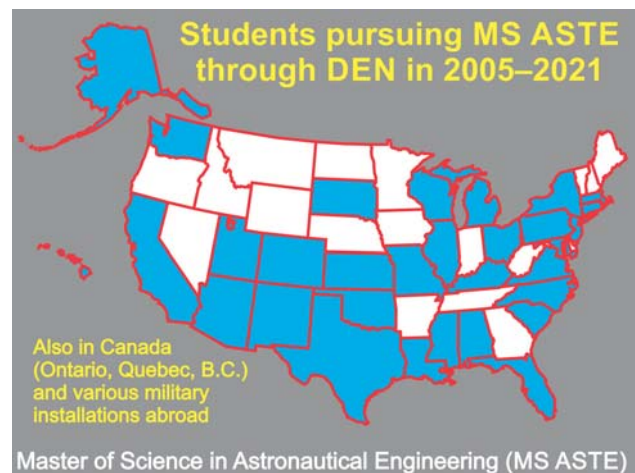 Students pursuing MS ASTE
through DEN in 2005–2021
Also in Canada
(Ontario, Quebec, B.C.)
and various military
installations abroad
Master of Science in Astronautical Engineering (MS ASTE)